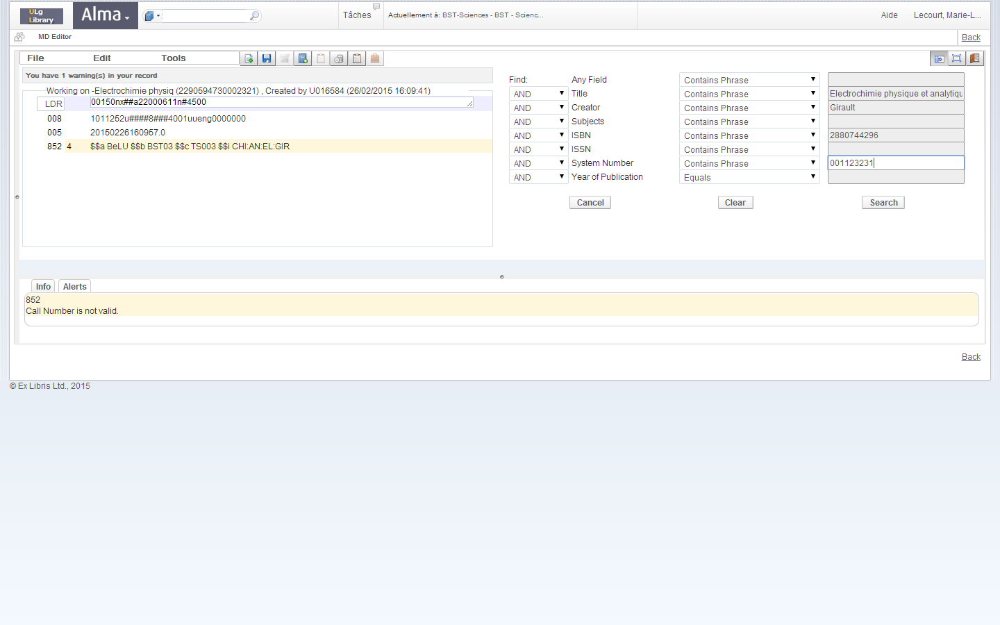 ULg Library
Alma
Tâches
Actuellement à: BST-Sciences - BST - Scienc...
Aide
Lecourt, Marie-L...
MD Editor
Back
File
Edit
Tools
You have 1 warning(s) in your record
Working on -Electrochimie physiq (2290594730002321) , Created by U016584 (26/02/2015 16:09:41)
LDR 00150nx##a22000611n#4500
008 1011252u####8###4001uueng0000000
005 20150226160957.0
852 4 $$a BeLU $$b BST03 $$c TS003 $$i CHI:AN:EL:GIR
Find: Any Field Contains Phrase
AND Title Contains Phrase Electrochimie physique et analytiqu
AND Creator Contains Phrase Girault
AND Subjects Contains Phrase
AND ISBN Contains Phrase 2880744296
AND ISSN Contains Phrase
AND System Number Contains Phrase 001123231
AND Year of Publication Equals
Cancel
Clear
Search
Info
Alerts
852
Call Number is not valid.
Back
© Ex Libris Ltd., 2015